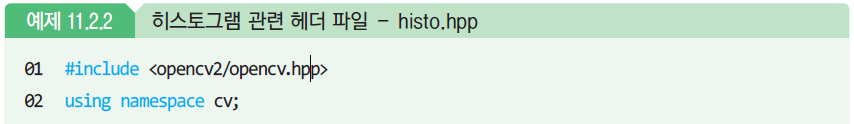 예제 11.2.2 히스토그램 관련 헤더 파일 - histo.hpp
01 #include <opencv2/opencv.hpp>
02 using namespace cv;